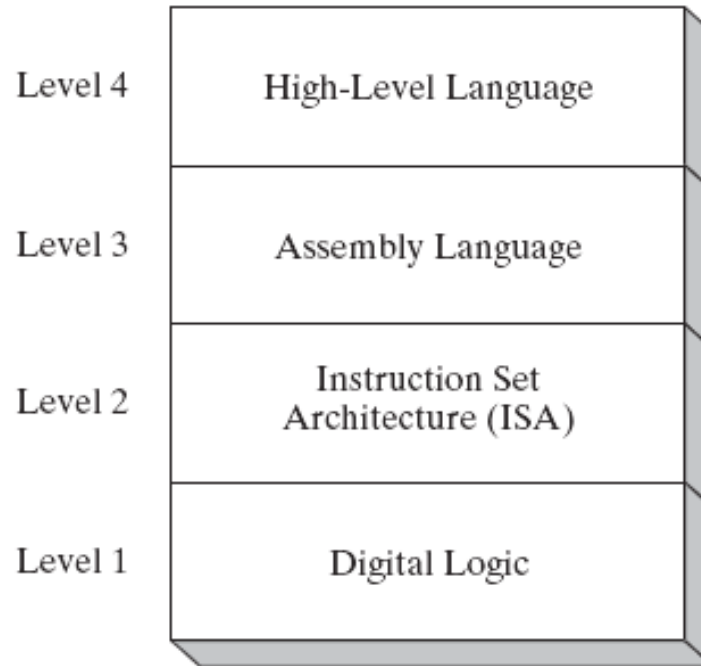 Level 4
High-Level Language
Level 3
Assembly Language
Level 2
Instruction Set
Architecture (ISA)
Level 1
Digital Logic